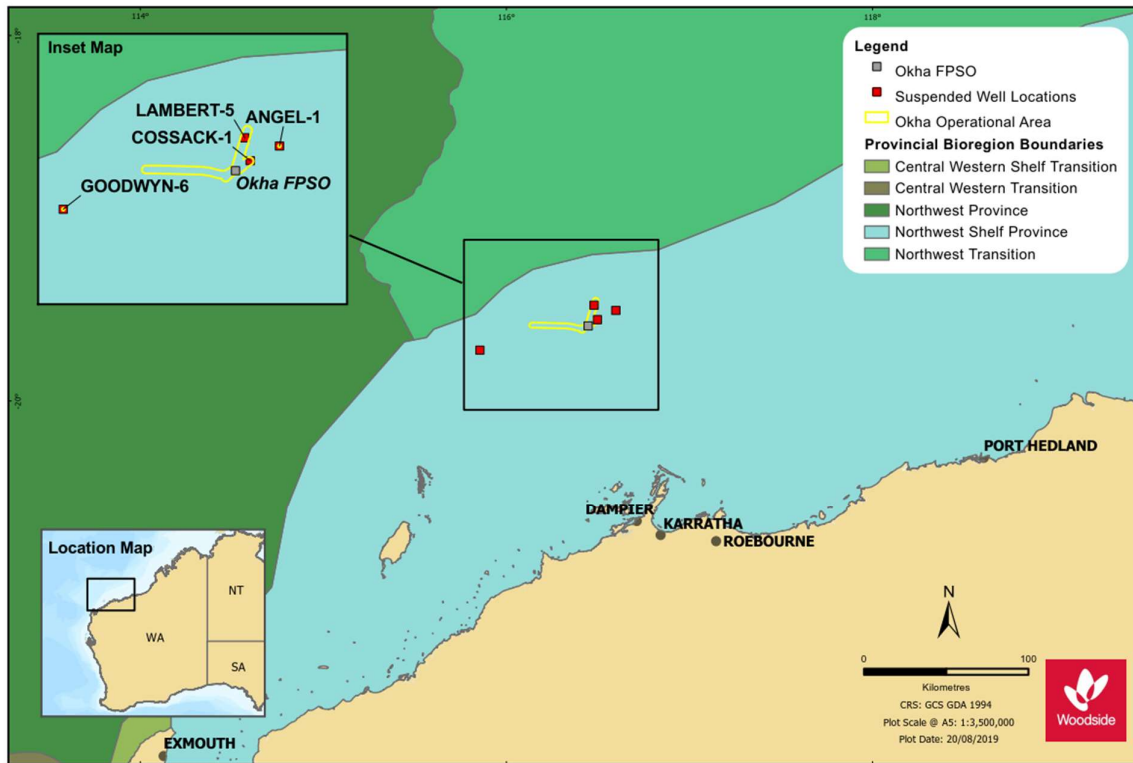 114°
116°
118°
-18°
-20°
Inset Map
LAMBERT-5
ANGEL-1
COSSACK-1
Okha FPSO
GOODWYN-6
Legend
Okha FPSO
Suspended Well Locations
Okha Operational Area
Provincial Bioregion Boundaries
Central Western Shelf Transition
Central Western Transition
Northwest Province
Northwest Shelf Province
Northwest Transition
PORT HEDLAND
DAMPIER
KARRATHA
ROEBOURNE
Location Map
NT
WA
SA
EXMOUTH
N
0
100
Kilometres
CRS: GCS GDA 1994
Plot Scale @ A5: 1:3,500,000
Plot Date: 20/08/2019
Woodside